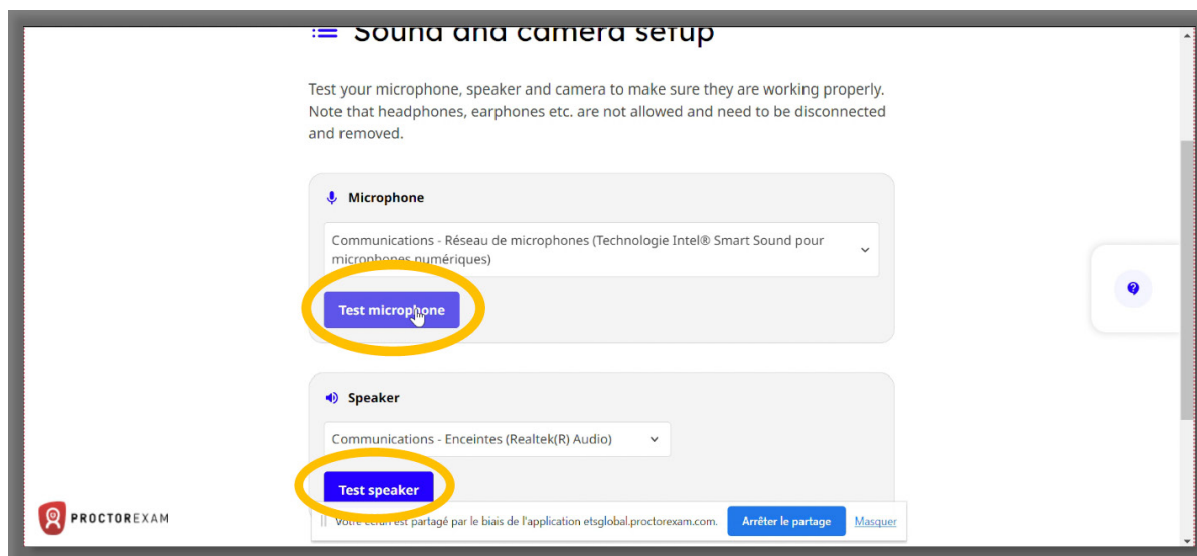 Sound and camera setup
Test your microphone, speaker and camera to make sure they are working properly.
Note that headphones, earphones etc. are not allowed and need to be disconnected
and removed.
Microphone
Communications - Réseau de microphones (Technologie Intel® Smart Sound pour
microphones numériques)
Test microphone
Speaker
Communications - Enceintes (Realtek(R) Audio)
Test speaker
PROCTOREXAM
Votre écran est partagé par le biais de l'application etsglobal.proctorexam.com. Arrêter le partage Masquer